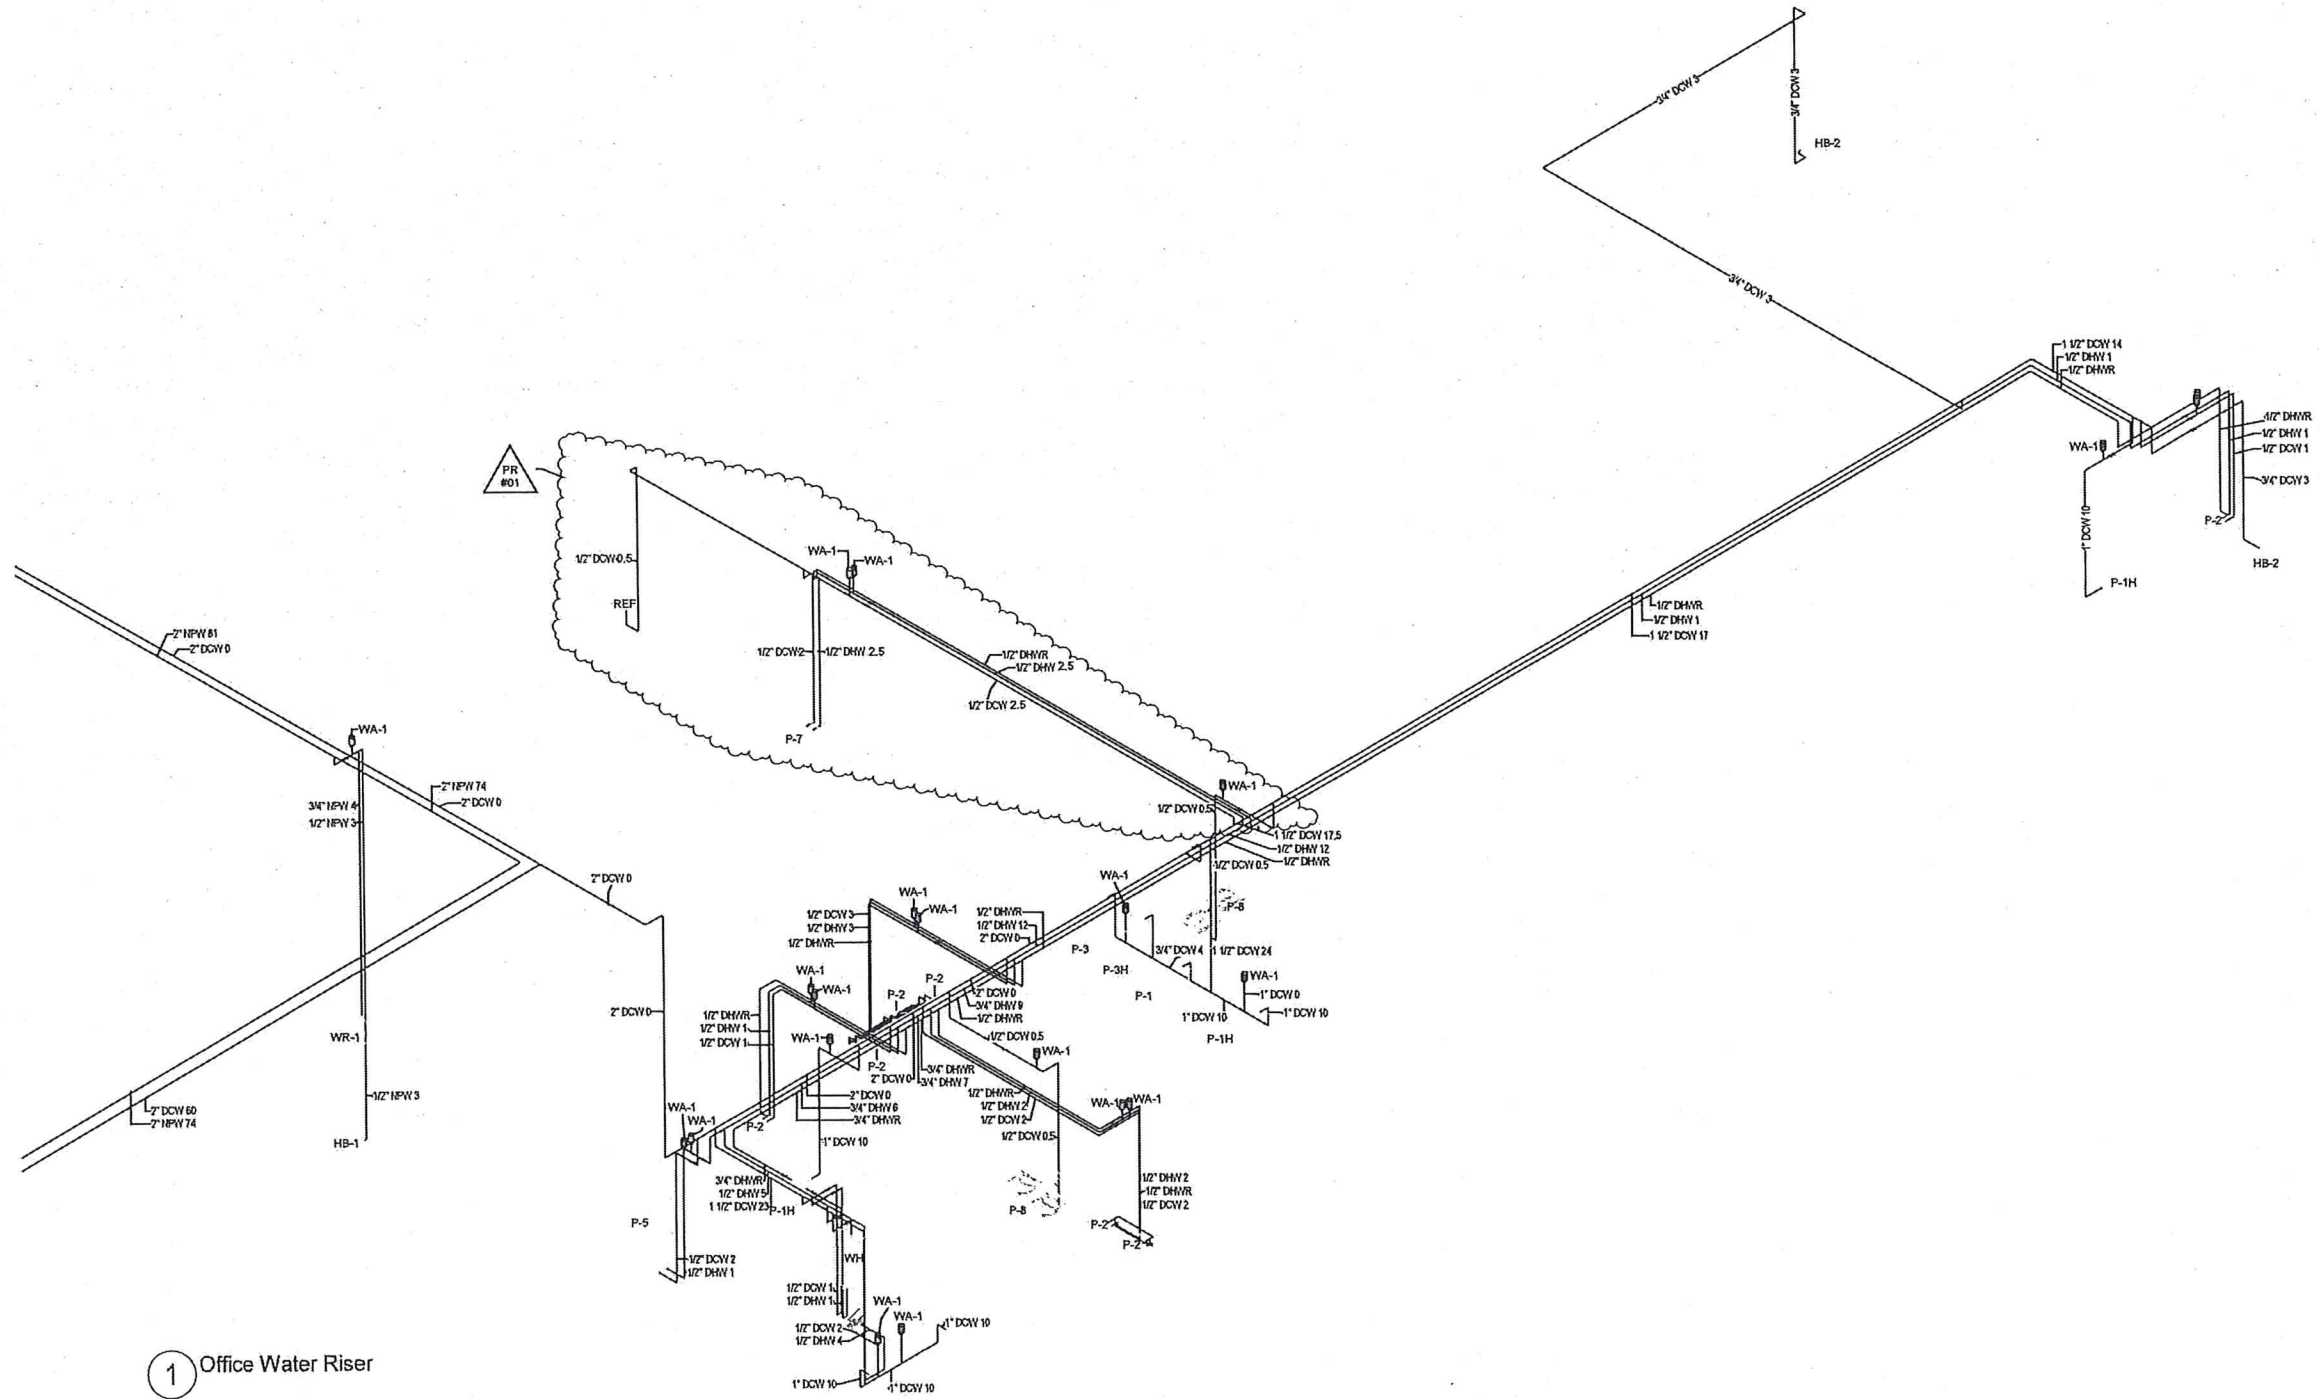 3/4" DCW 3
3/4" DCW 3
HB-2
3/4" DCW 3
1 1/2" DCW 14
1/2" DHW 1
1/2" DHWR
1/2" DHWR
1/2" DHW 1
1/2" DCW 1
3/4" DCW 3
WA-1
1" DCW 10
P-2
HB-2
P-1H
PR
#01
WA-1
WA-1
1/2" DCW 0.5
REF
1/2" DHWR
1/2" DHW 1
1 1/2" DCW 17
2" NPW 81
2" DCW 0
1/2" DCW 2
1/2" DHW 2.5
1/2" DHWR
1/2" DHW 2.5
1/2" DCW 2.5
P-7
WA-1
2" NPW 74
2" DCW 0
3/4" NPW 4
1/2" NPW 3
WA-1
1/2" DCW 0.5
1 1/2" DCW 17.5
1/2" DHW 12
1/2" DHWR
1/2" DCW 0.5
2" DCW 0
WA-1
WA-1
WA-1
1/2" DCW 3
1/2" DHW 3
1/2" DHWR
1/2" DHWR
1/2" DHW 12
2" DCW 0
P-8
P-3
3/4" DCW 4
1 1/2" DCW 24
P-3H
P-1
WA-1
1" DCW 0
1" DCW 10
1" DCW 10
P-1H
WA-1
WA-1
P-2
P-2
2" DCW 0
3/4" DHW 9
1/2" DHWR
2" DCW 0
1/2" DHWR
1/2" DHW 1
1/2" DCW 1
WA-1
1/2" DCW 0.5
WA-1
P-2
2" DCW 0
3/4" DHWR
3/4" DHW 7
WR-1
1/2" NPW 3
HB-1
2" DCW 60
2" NPW 74
2" DCW 0
3/4" DHW 6
3/4" DHWR
1/2" DHWR
1/2" DHW 2
1/2" DCW 2
WA-1
WA-1
WA-1
WA-1
P-2
1" DCW 10
1/2" DCW 0.5
3/4" DHWR
1/2" DHW 5
1 1/2" DCW 23
P-1H
1/2" DHW 2
1/2" DHWR
1/2" DCW 2
P-8
P-2
P-2
P-5
1/2" DCW 2
1/2" DHW 1
WH
1/2" DCW 1
1/2" DHW 1
WA-1
WA-1
1" DCW 10
1/2" DCW 2
1/2" DHW 4
1" DCW 10
1" DCW 10
1 Office Water Riser